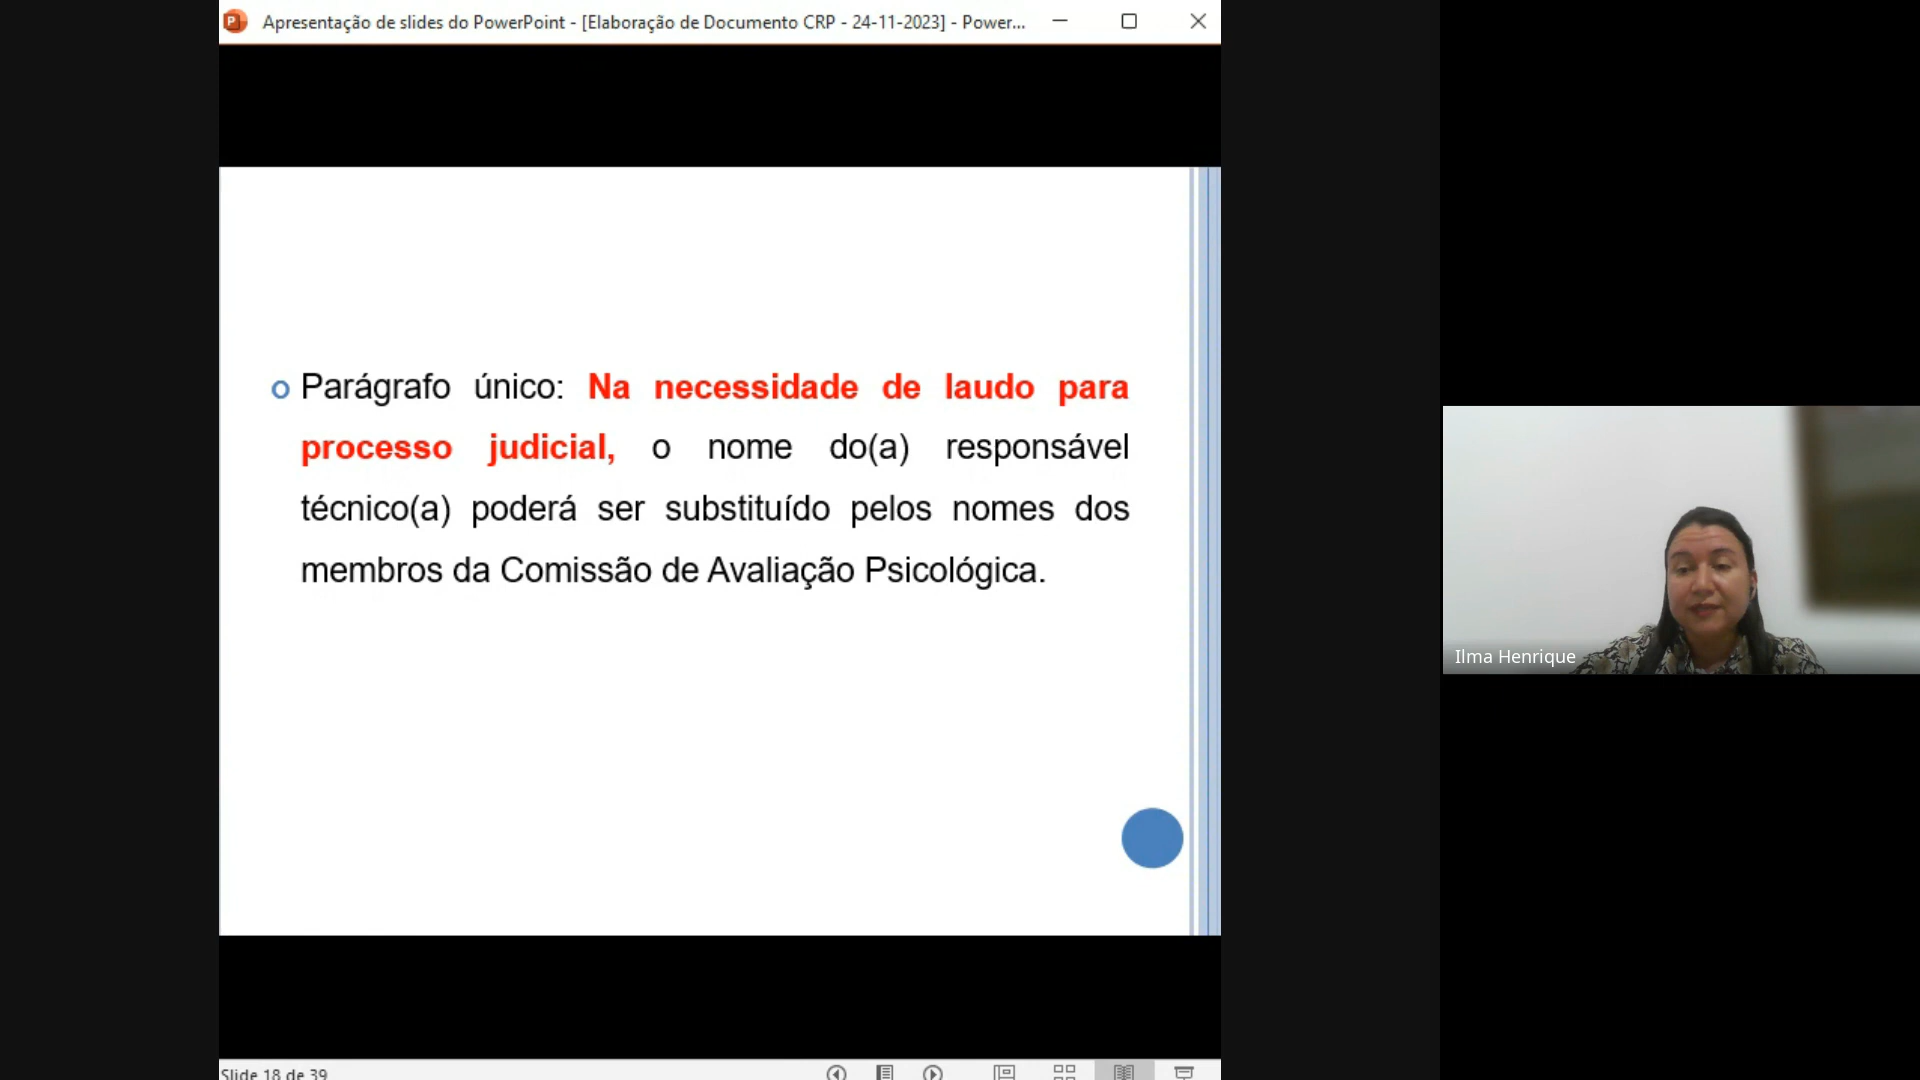 Apresentação de slides do PowerPoint - [Elaboração de Documento CRP - 24-11-2023] - Power...
Parágrafo único: Na necessidade de laudo para
processo judicial, o nome do(a) responsável
técnico(a) poderá ser substituído pelos nomes dos
membros da Comissão de Avaliação Psicológica.
Ilma Henrique
Slide 18 de 39